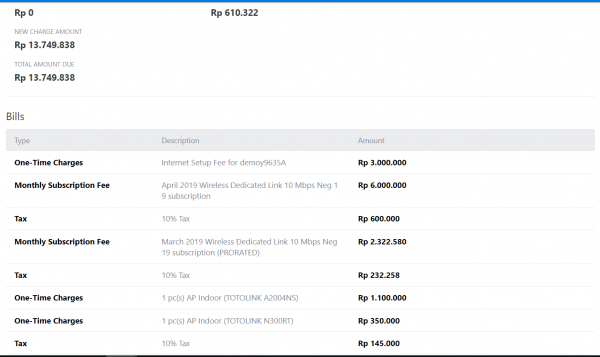 Rp 0 Rp 610.322
NEW CHARGE AMOUNT
Rp 13.749.838
TOTAL AMOUNT DUE
Rp 13.749.838
Bills
Type Description Amount
One-Time Charges Internet Setup Fee for demoy9635A Rp 3.000.000
Monthly Subscription Fee April 2019 Wireless Dedicated Link 10 Mbps Neg 1 Rp 6.000.000
9 subscription
Tax 10% Tax Rp 600.000
Monthly Subscription Fee March 2019 Wireless Dedicated Link 10 Mbps Neg Rp 2.322.580
19 subscription (PRORATED)
Tax 10% Tax Rp 232.258
One-Time Charges 1 pc(s) AP Indoor (TOTOLINK A2004NS) Rp 1.100.000
One-Time Charges 1 pc(s) AP Indoor (TOTOLINK N300RT) Rp 350.000
Tax 10% Tax Rp 145.000